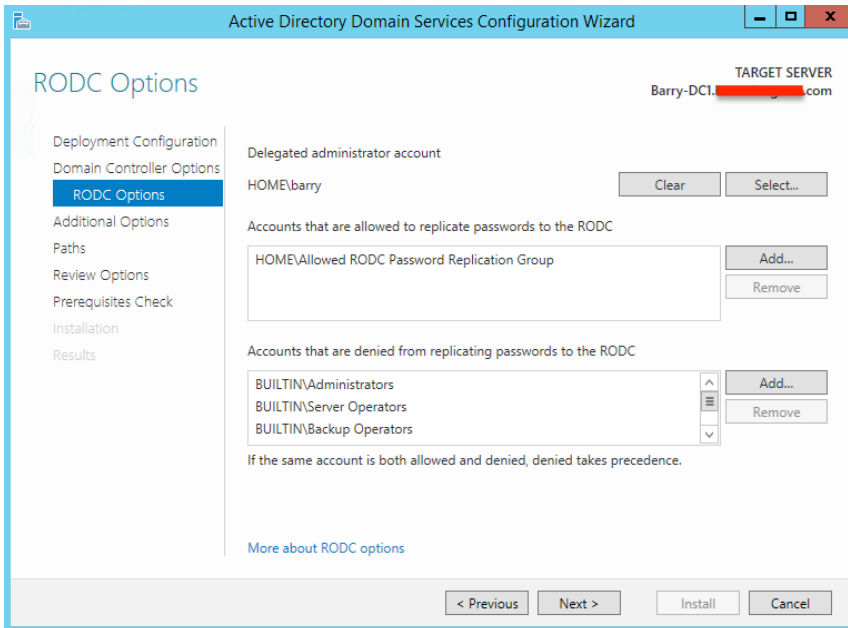 Active Directory Domain Services Configuration Wizard
RODC Options
TARGET SERVER
Barry-DC1. .com
Deployment Configuration
Domain Controller Options
RODC Options
Additional Options
Paths
Review Options
Prerequisites Check
Installation
Results
Delegated administrator account
HOME\barry
Clear
Select...
Accounts that are allowed to replicate passwords to the RODC
HOME\Allowed RODC Password Replication Group
Add...
Remove
Accounts that are denied from replicating passwords to the RODC
BUILTIN\Administrators
BUILTIN\Server Operators
BUILTIN\Backup Operators
Add...
Remove
If the same account is both allowed and denied, denied takes precedence.
More about RODC options
< Previous
Next >
Install
Cancel